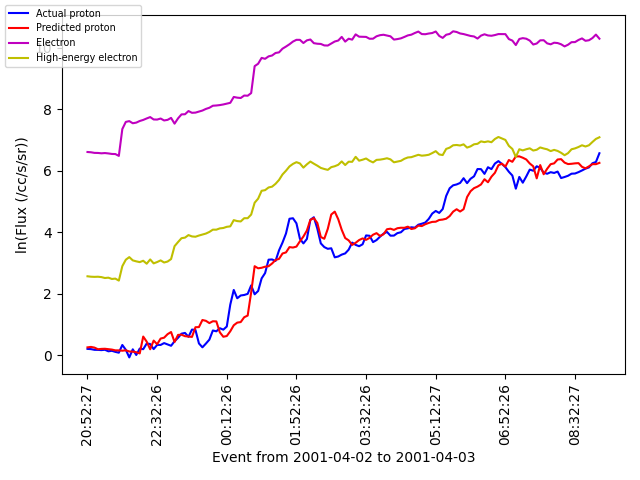 Actual proton
Predicted proton
Electron
High-energy electron
10
8
6
4
2
0
ln(Flux (/cc/s/sr))
20:52:27
22:32:26
00:12:26
01:52:26
03:32:26
05:12:27
06:52:26
08:32:27
Event from 2001-04-02 to 2001-04-03